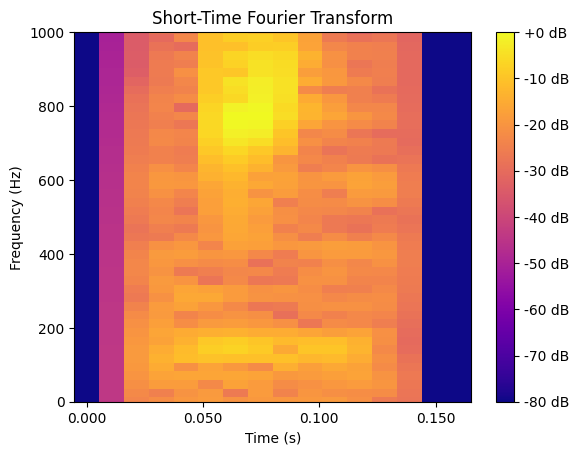 Short-Time Fourier Transform
1000
800
600
400
200
0
Frequency (Hz)
0.000
0.050
0.100
0.150
Time (s)
+0 dB
-10 dB
-20 dB
-30 dB
-40 dB
-50 dB
-60 dB
-70 dB
-80 dB